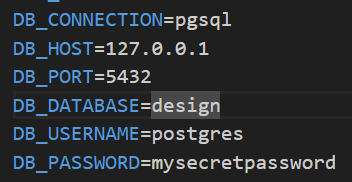 DB_CONNECTION=pgsql
DB_HOST=127.0.0.1
DB_PORT=5432
DB_DATABASE=design
DB_USERNAME=postgres
DB_PASSWORD=mysecretpassword